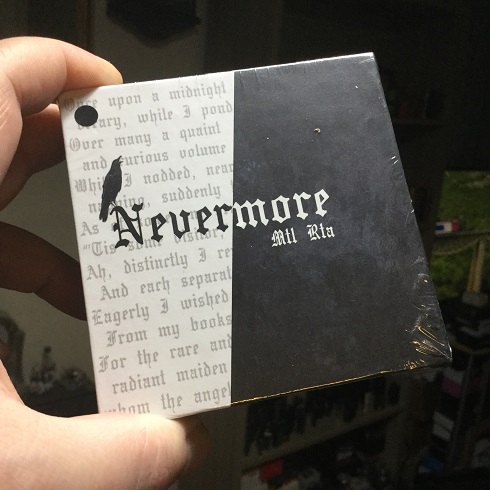 Once upon a midnight
dreary, while I pond
Over many a quaint
and curious volume
While I nodded, near
napping, suddenly
As
Nevermore
Mtl Rta
"'Tis some visitor,
Ah, distinctly I re
And each separat
Eagerly I wished
From my books
For the rare and
radiant maiden
whom the angel